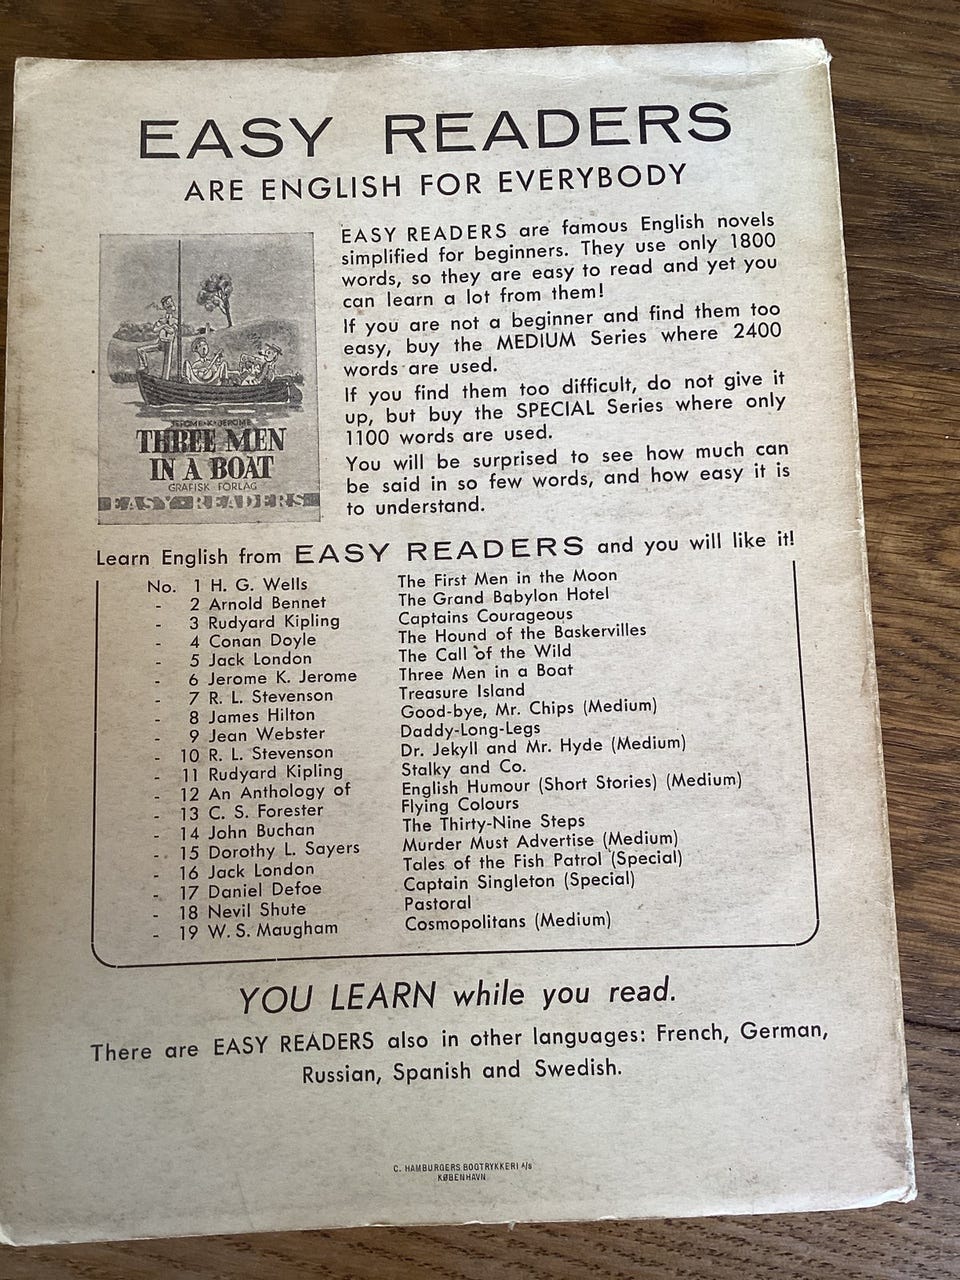 EASY READERS
ARE ENGLISH FOR EVERYBODY
EASY READERS are famous English novels
simplified for beginners. They use only 1800
words, so they are easy to read and yet you
can learn a lot from them!
If you are not a beginner and find them too
easy, buy the MEDIUM Series where 2400
words are used.
If you find them too difficult, do not give it
up, but buy the SPECIAL Series where only
1100 words are used.
You will be surprised to see how much can
be said in so few words, and how easy it is
to understand.
JEROME·K·JEROME
THREE MEN
IN A BOAT
GRAFISK FORLAG
EASY READERS
Learn English from EASY READERS and you will like it!
No. 1 H. G. Wells The First Men in the Moon
- 2 Arnold Bennet The Grand Babylon Hotel
- 3 Rudyard Kipling Captains Courageous
- 4 Conan Doyle The Hound of the Baskervilles
- 5 Jack London The Call of the Wild
- 6 Jerome K. Jerome Three Men in a Boat
- 7 R. L. Stevenson Treasure Island
- 8 James Hilton Good-bye, Mr. Chips (Medium)
- 9 Jean Webster Daddy-Long-Legs
- 10 R. L. Stevenson Dr. Jekyll and Mr. Hyde (Medium)
- 11 Rudyard Kipling Stalky and Co.
- 12 An Anthology of English Humour (Short Stories) (Medium)
- 13 C. S. Forester Flying Colours
- 14 John Buchan The Thirty-Nine Steps
- 15 Dorothy L. Sayers Murder Must Advertise (Medium)
- 16 Jack London Tales of the Fish Patrol (Special)
- 17 Daniel Defoe Captain Singleton (Special)
- 18 Nevil Shute Pastoral
- 19 W. S. Maugham Cosmopolitans (Medium)
YOU LEARN while you read.
There are EASY READERS also in other languages: French, German,
Russian, Spanish and Swedish.
C. HAMBURGERS BOGTRYKKERI A/S
KØBENHAVN